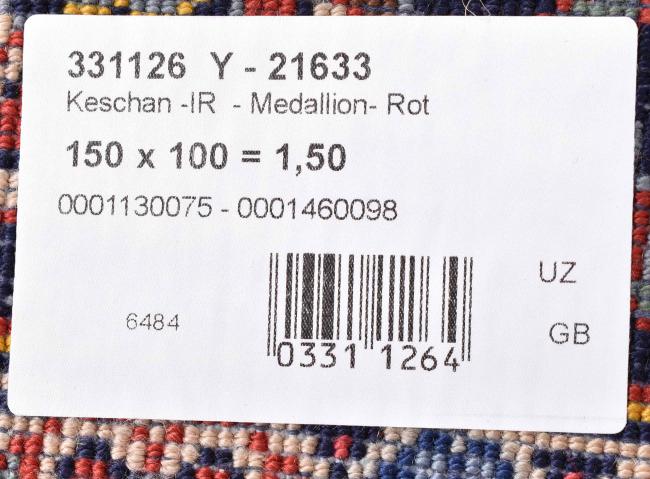 331126 Y - 21633
Keschan -IR - Medallion- Rot
150 x 100 = 1,50
0001130075 - 0001460098
UZ
6484
GB
0331 1264